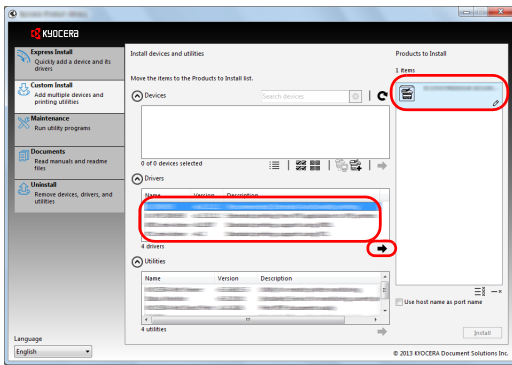 KYOCERA
Express Install
Quickly add a device and its
drivers
Custom Install
Add multiple devices and
printing utilities
Maintenance
Run utility programs
Documents
Read manuals and readme
files
Uninstall
Remove devices, drivers, and
utilities
Language
English
Install devices and utilities
Move the items to the Products to Install list.
Devices
Search devices
0 of 0 devices selected
Drivers
Name Version Description
4 drivers
Utilities
Name Version Description
4 utilities
Products to Install
1 items
Use host name as port name
Install
© 2013 KYOCERA Document Solutions Inc.